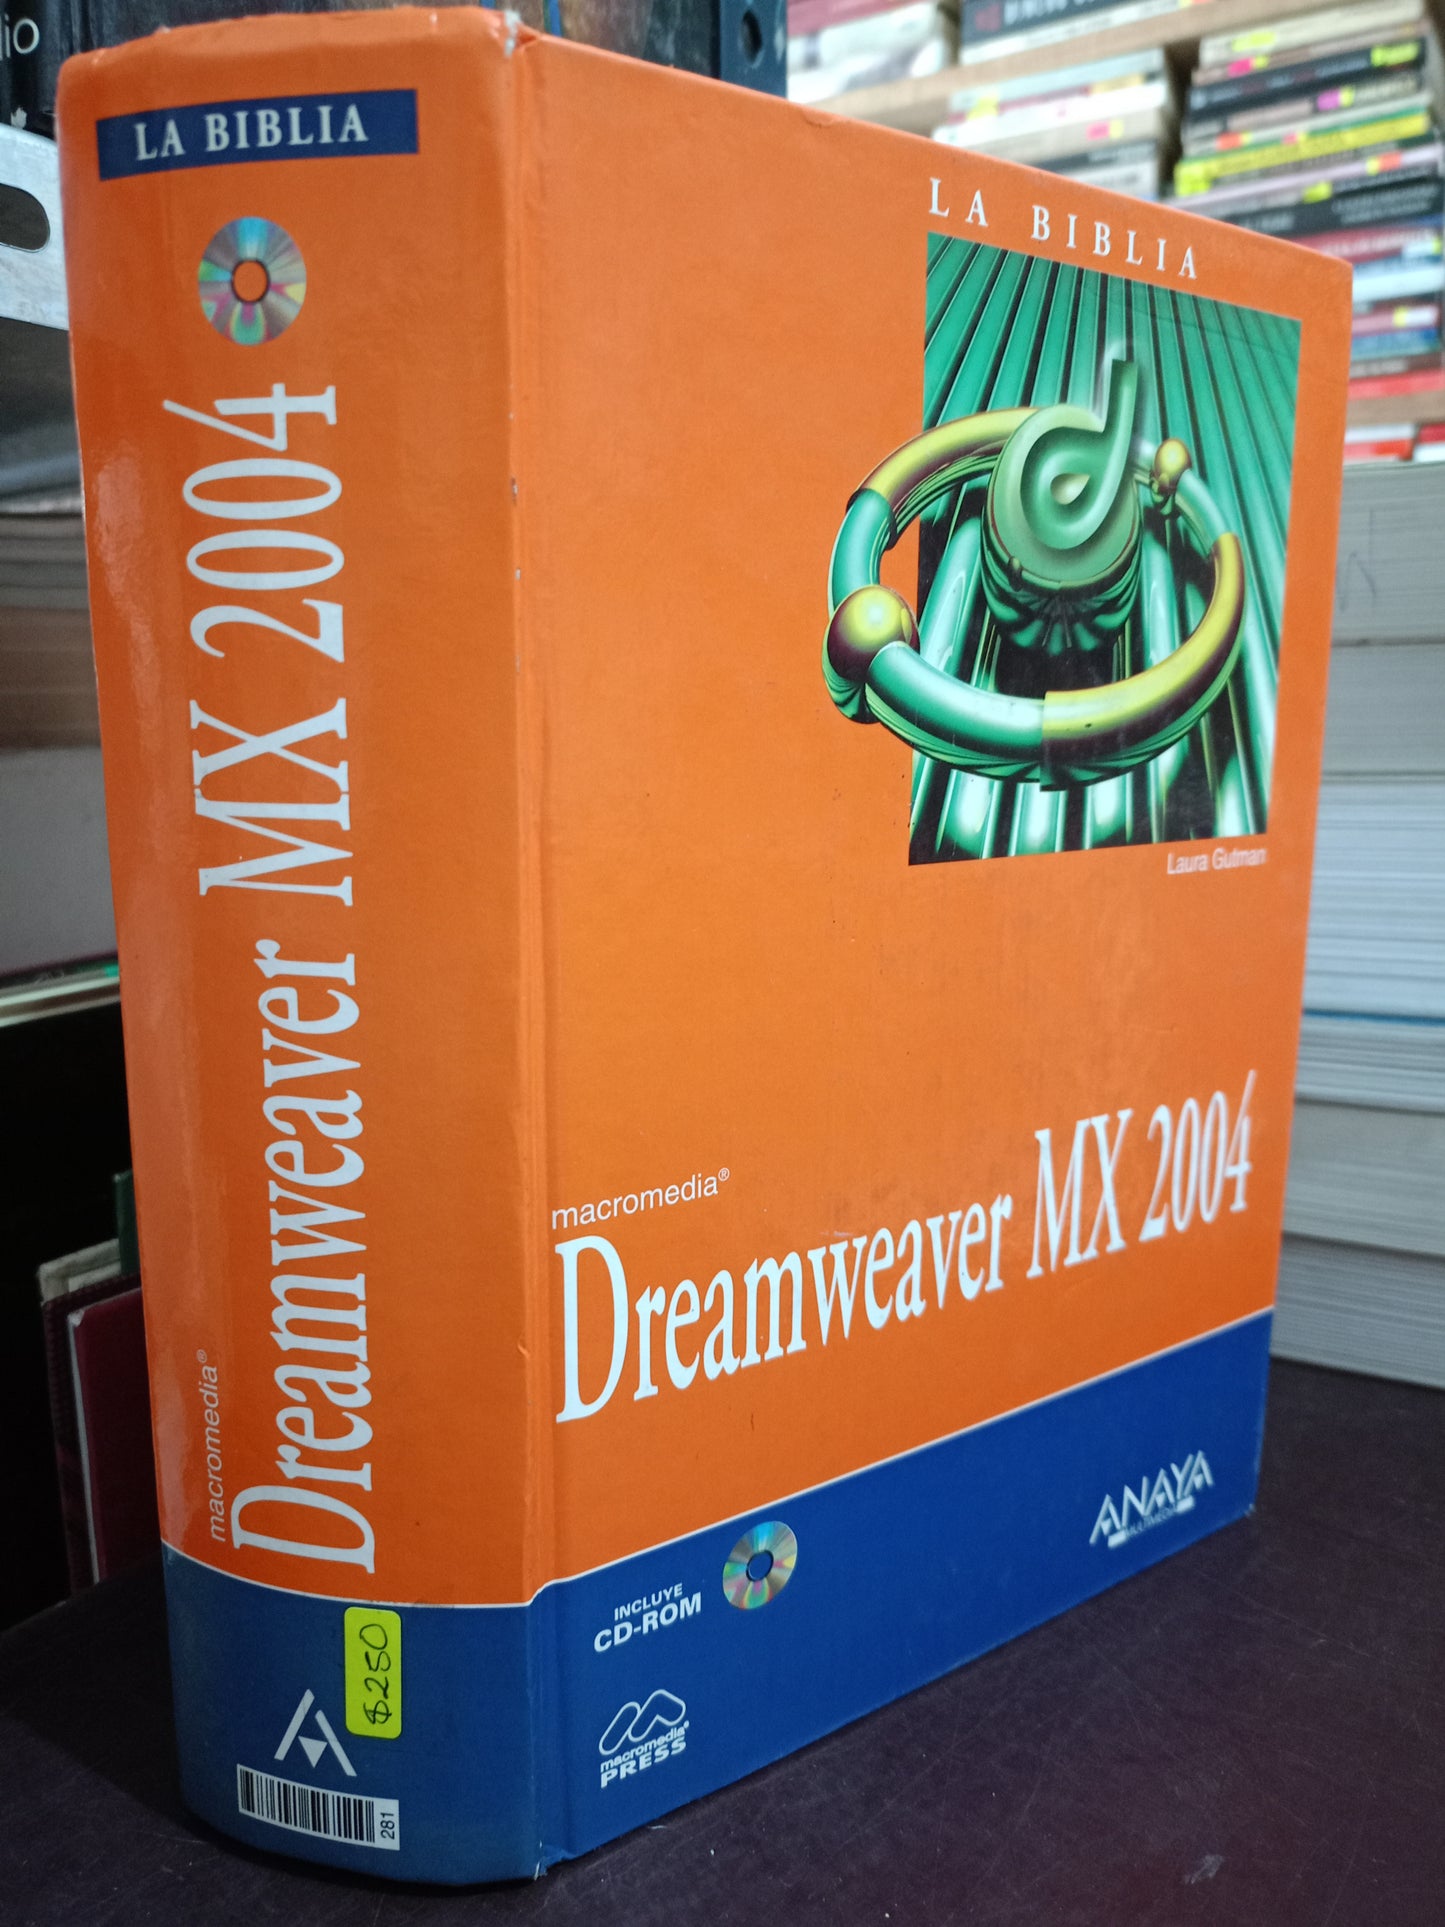 LA BIBLIA
macromedia®
Dreamweaver MX 2004
$250
281
LA BIBLIA
Laura Gutman
macromedia®
Dreamweaver MX 2004
INCLUYE
CD-ROM
ANAYA
MULTIMEDIA
macromedia®
PRESS